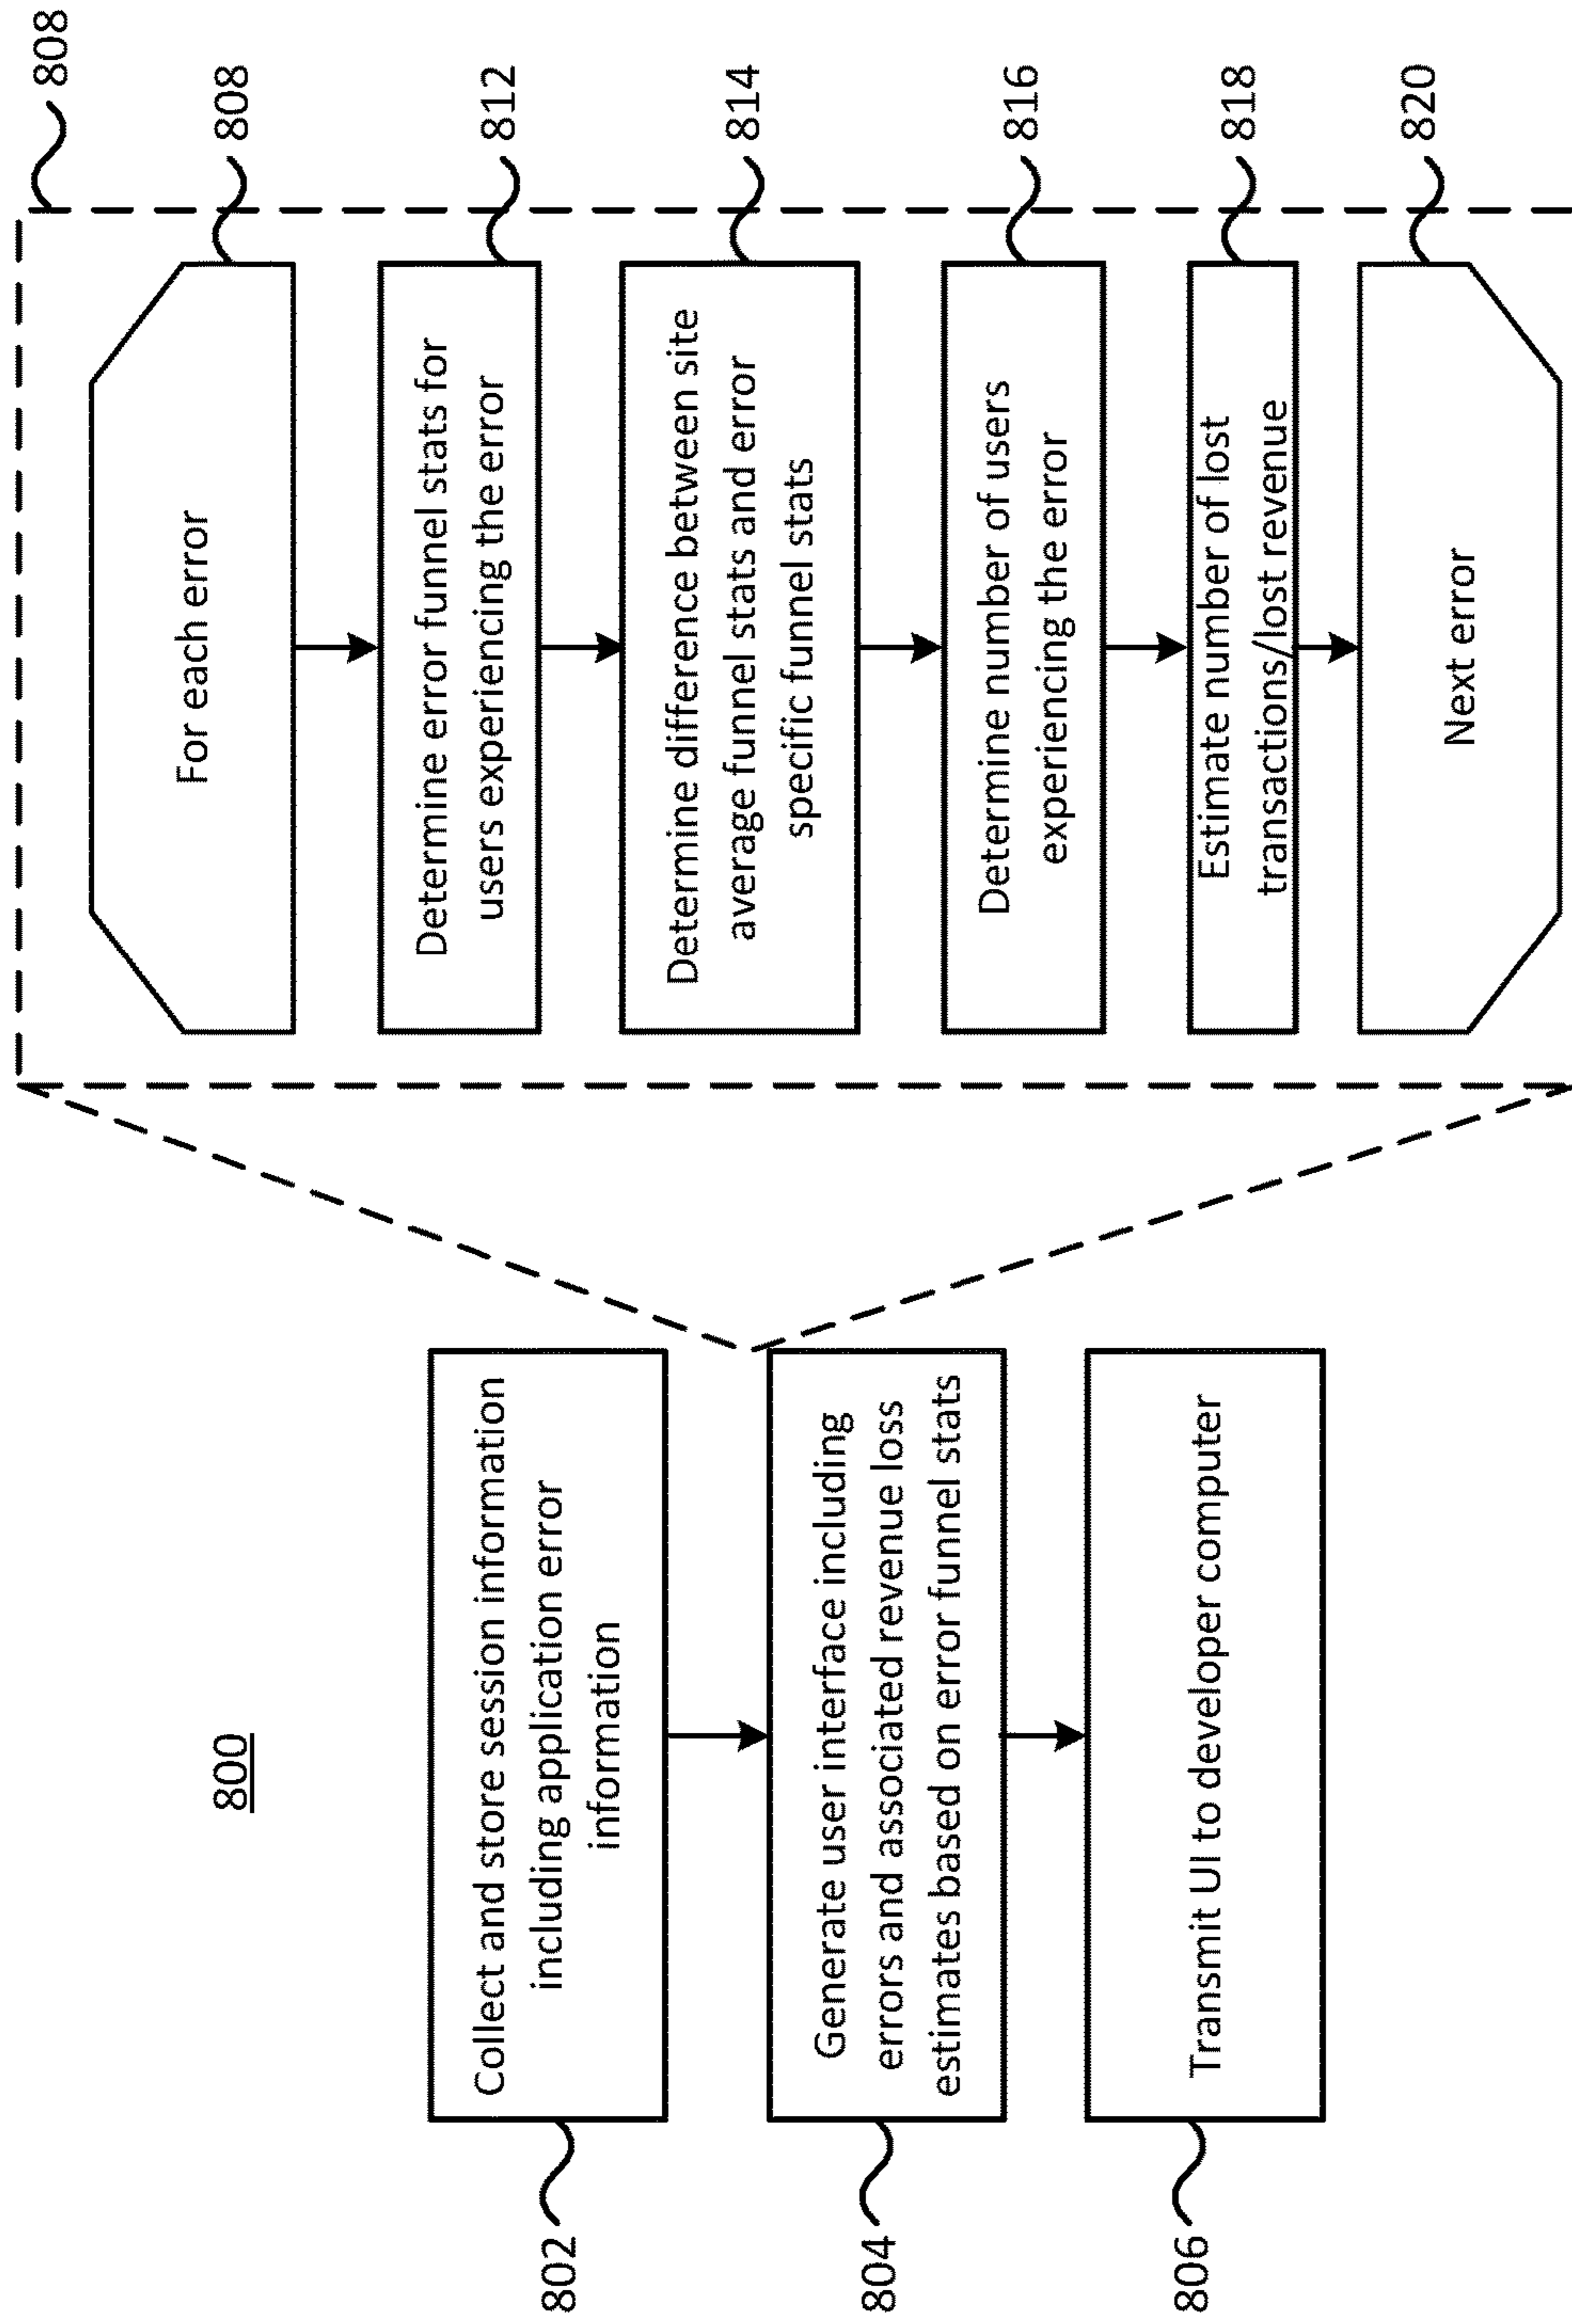 800
802
Collect and store session information
including application error
information
804
Generate user interface including
errors and associated revenue loss
estimates based on error funnel stats
806
Transmit UI to developer computer
808
For each error
808
Determine error funnel stats for
users experiencing the error
812
Determine difference between site
average funnel stats and error
specific funnel stats
814
Determine number of users
experiencing the error
816
Estimate number of lost
transactions/lost revenue
818
Next error
820